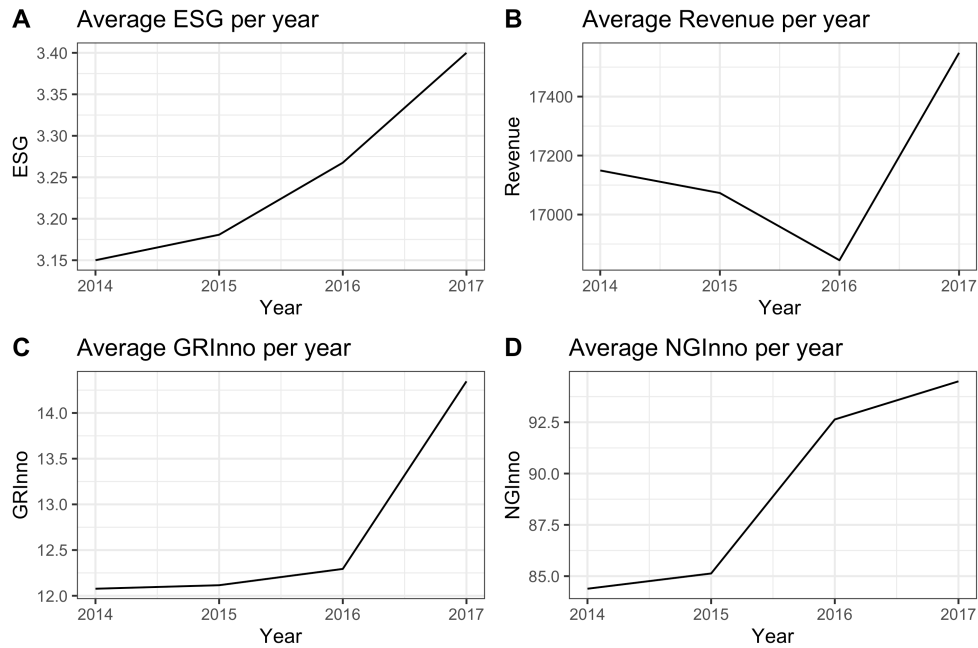 A Average ESG per year
3.40
3.35
3.30
3.25
3.20
3.15
ESG
2014 2015 2016 2017
Year
B Average Revenue per year
17400
17200
17000
Revenue
2014 2015 2016 2017
Year
C Average GRInno per year
14.0
13.5
13.0
12.5
12.0
GRInno
2014 2015 2016 2017
Year
D Average NGInno per year
92.5
90.0
87.5
85.0
NGInno
2014 2015 2016 2017
Year